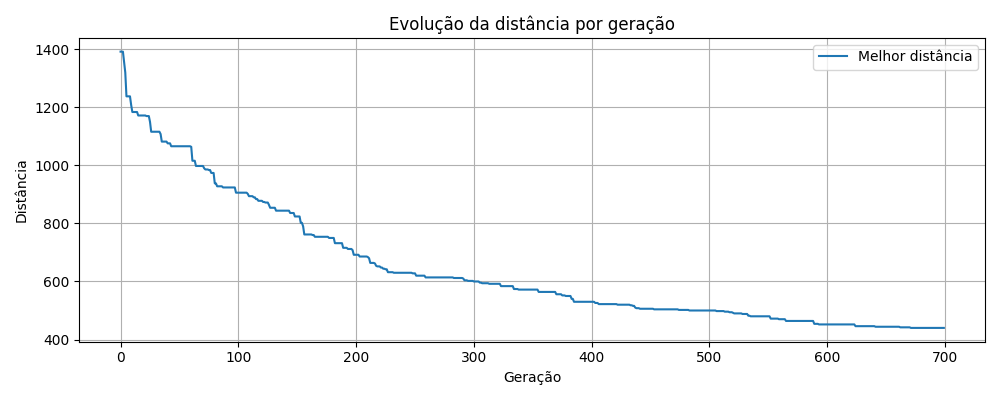 Evolução da distância por geração
Melhor distância
Distância
1400
1200
1000
800
600
400
0 100 200 300 400 500 600 700
Geração